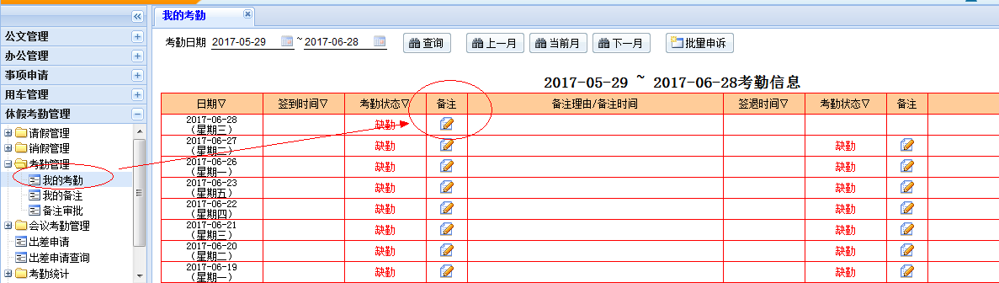 我的考勤
公文管理
办公管理
事项申请
用车管理
休假考勤管理
请假管理
销假管理
考勤管理
我的考勤
我的备注
备注审批
会议考勤管理
出差申请
出差申请查询
考勤统计
考勤日期 2017-05-29 ~ 2017-06-28 查询 上一月 当前月 下一月 批量申诉
2017-05-29 ~ 2017-06-28考勤信息
日期▽ 签到时间▽ 考勤状态▽ 备注 备注理由/备注时间 签退时间▽ 考勤状态▽ 备注
2017-06-28
(星期三) 缺勤
2017-06-27
(星期二) 缺勤 缺勤
2017-06-26
(星期一) 缺勤 缺勤
2017-06-23
(星期五) 缺勤 缺勤
2017-06-22
(星期四) 缺勤 缺勤
2017-06-21
(星期三) 缺勤 缺勤
2017-06-20
(星期二) 缺勤 缺勤
2017-06-19
(星期一) 缺勤 缺勤